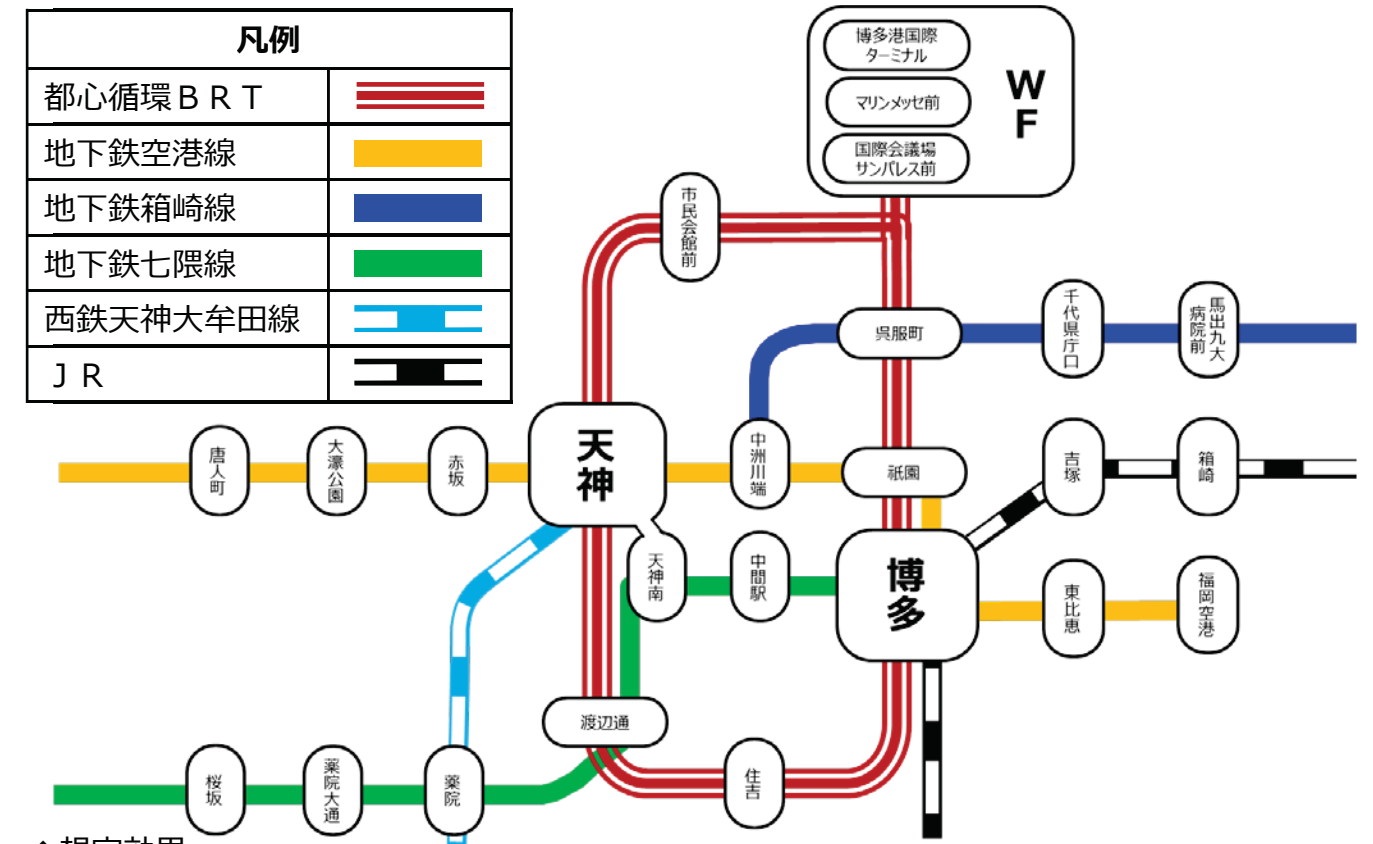 凡例
都心循環ＢＲＴ
地下鉄空港線
地下鉄箱崎線
地下鉄七隈線
西鉄天神大牟田線
ＪＲ
博多港国際
ターミナル
マリンメッセ前
国際会議場
サンパレス前
WF
市民会館前
呉服町
千代県庁口
馬出九大
病院前
唐人町
大濠公園
赤坂
天神
中洲川端
祇園
吉塚
箱崎
天神南
中間駅
博多
東比恵
福岡空港
渡辺通
桜坂
薬院大通
薬院
住吉